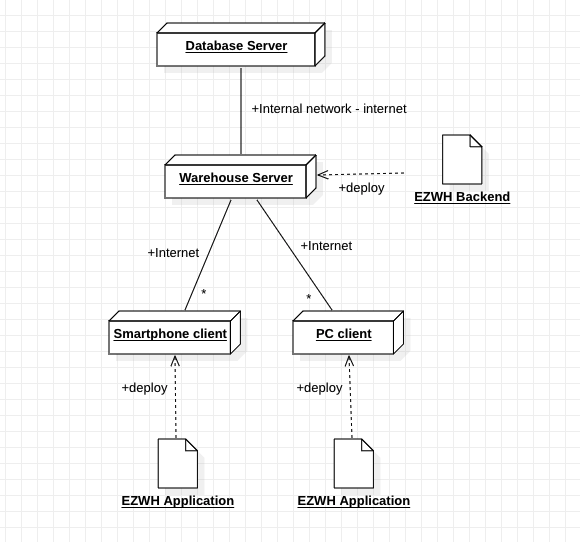 Database Server
+Internal network - internet
Warehouse Server
+deploy
EZWH Backend
+Internet
+Internet
*
*
Smartphone client
PC client
+deploy
+deploy
EZWH Application
EZWH Application